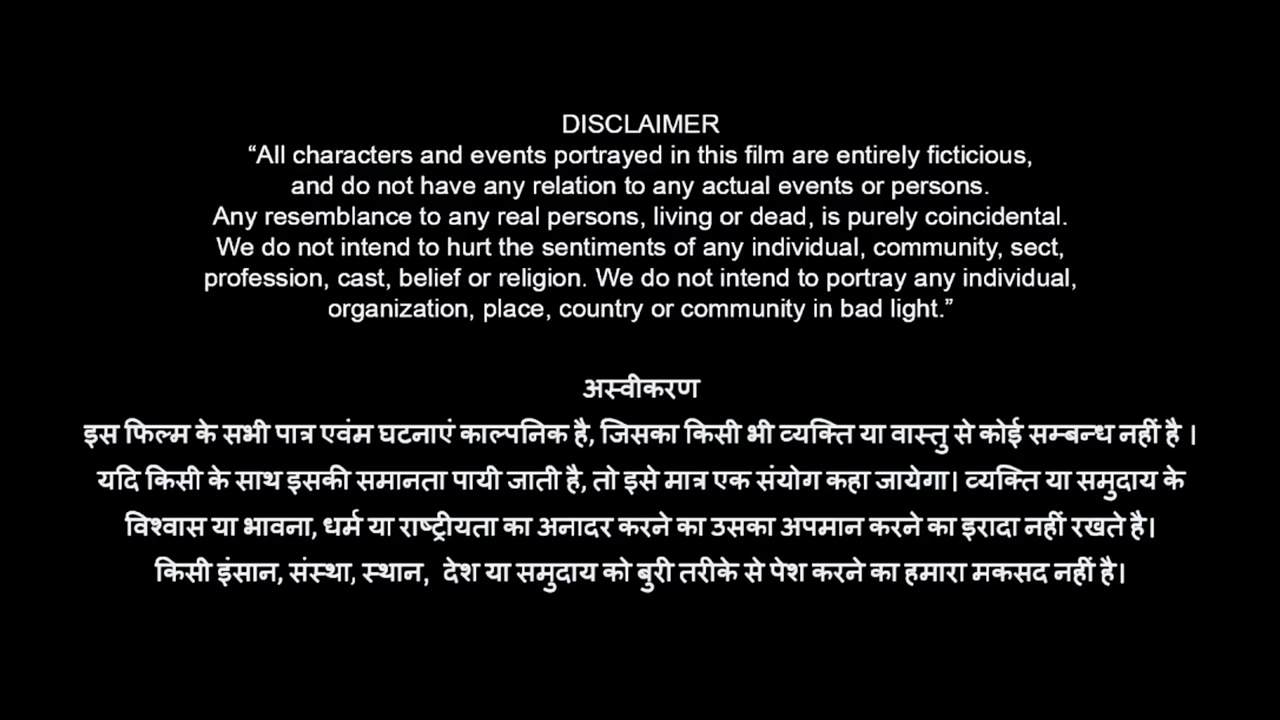 DISCLAIMER
“All characters and events portrayed in this film are entirely ficticious,
and do not have any relation to any actual events or persons.
Any resemblance to any real persons, living or dead, is purely coincidental.
We do not intend to hurt the sentiments of any individual, community, sect,
profession, cast, belief or religion. We do not intend to portray any individual,
organization, place, country or community in bad light.”
अस्वीकरण
इस फिल्म के सभी पात्र एवंम घटनाएं काल्पनिक है, जिसका किसी भी व्यक्ति या वास्तु से कोई सम्बन्ध नहीं है ।
यदि किसी के साथ इसकी समानता पायी जाती है, तो इसे मात्र एक संयोग कहा जायेगा। व्यक्ति या समुदाय के
विश्वास या भावना, धर्म या राष्ट्रीयता का अनादर करने का उसका अपमान करने का इरादा नहीं रखते है।
किसी इंसान, संस्था, स्थान, देश या समुदाय को बुरी तरीके से पेश करने का हमारा मकसद नहीं है।